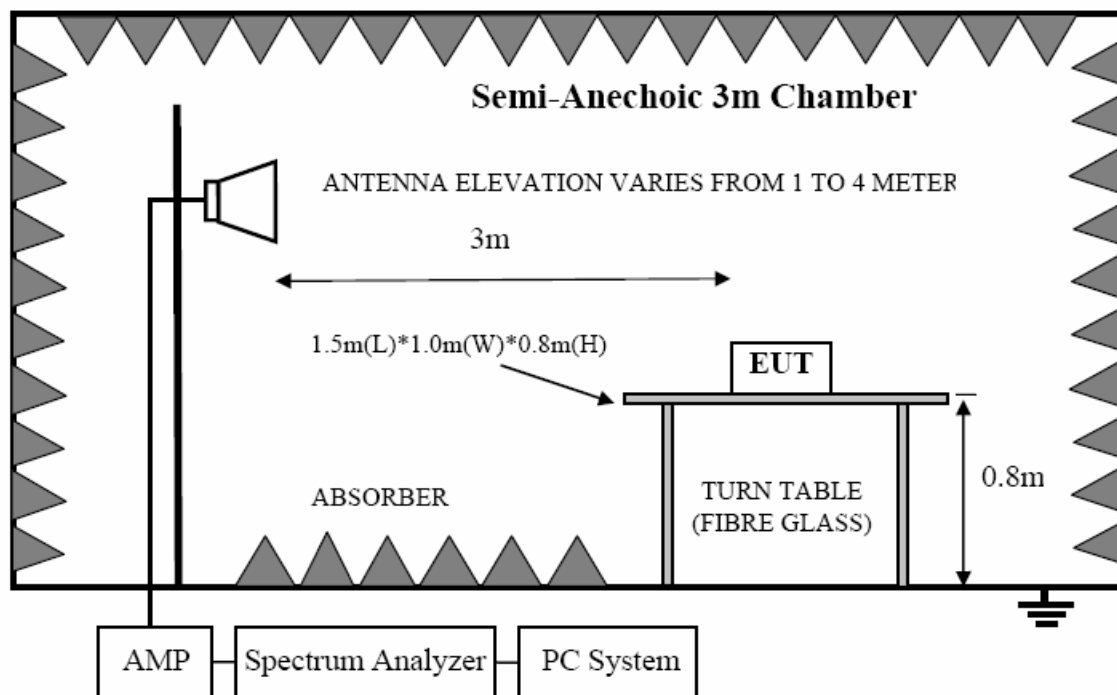 Semi-Anechoic 3m Chamber
ANTENNA ELEVATION VARIES FROM 1 TO 4 METER
3m
1.5m(L)*1.0m(W)*0.8m(H)
EUT
ABSORBER
TURN TABLE
(FIBRE GLASS)
0.8m
AMP
Spectrum Analyzer
PC System